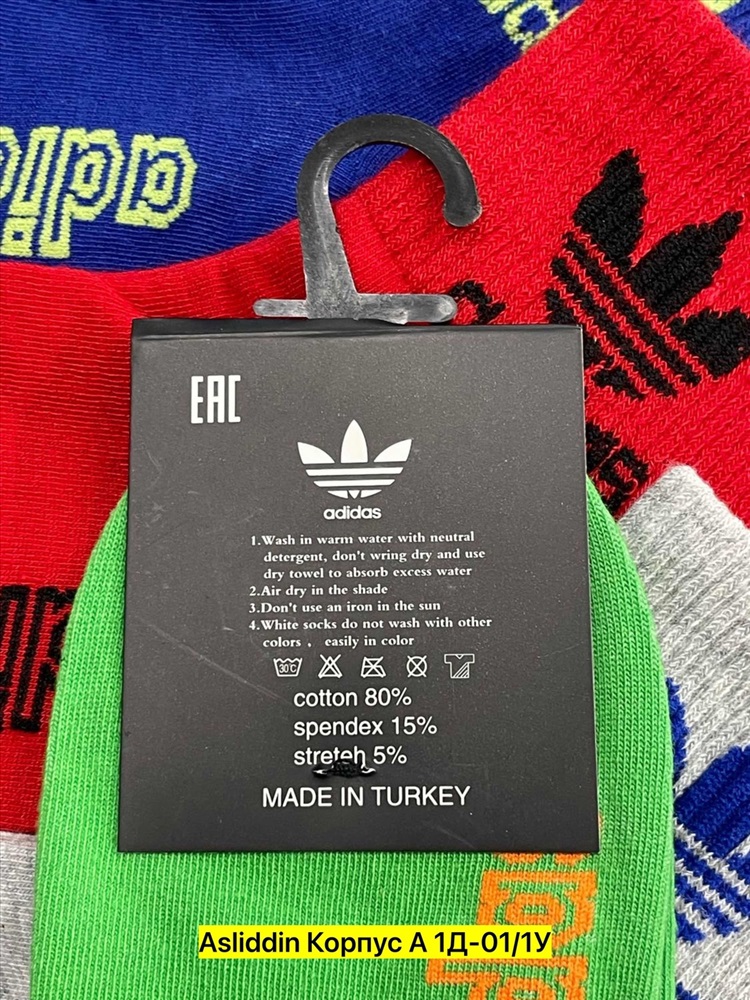 adidas
EAC
adidas
1.Wash in warm water with neutral
detergent, don't wring dry and use
dry towel to absorb excess water
2.Air dry in the shade
3.Don't use an iron in the sun
4.White socks do not wash with other
colors , easily in color
30°C
cotton 80%
spendex 15%
stretch 5%
MADE IN TURKEY
Asliddin Корпус А 1Д-01/1У